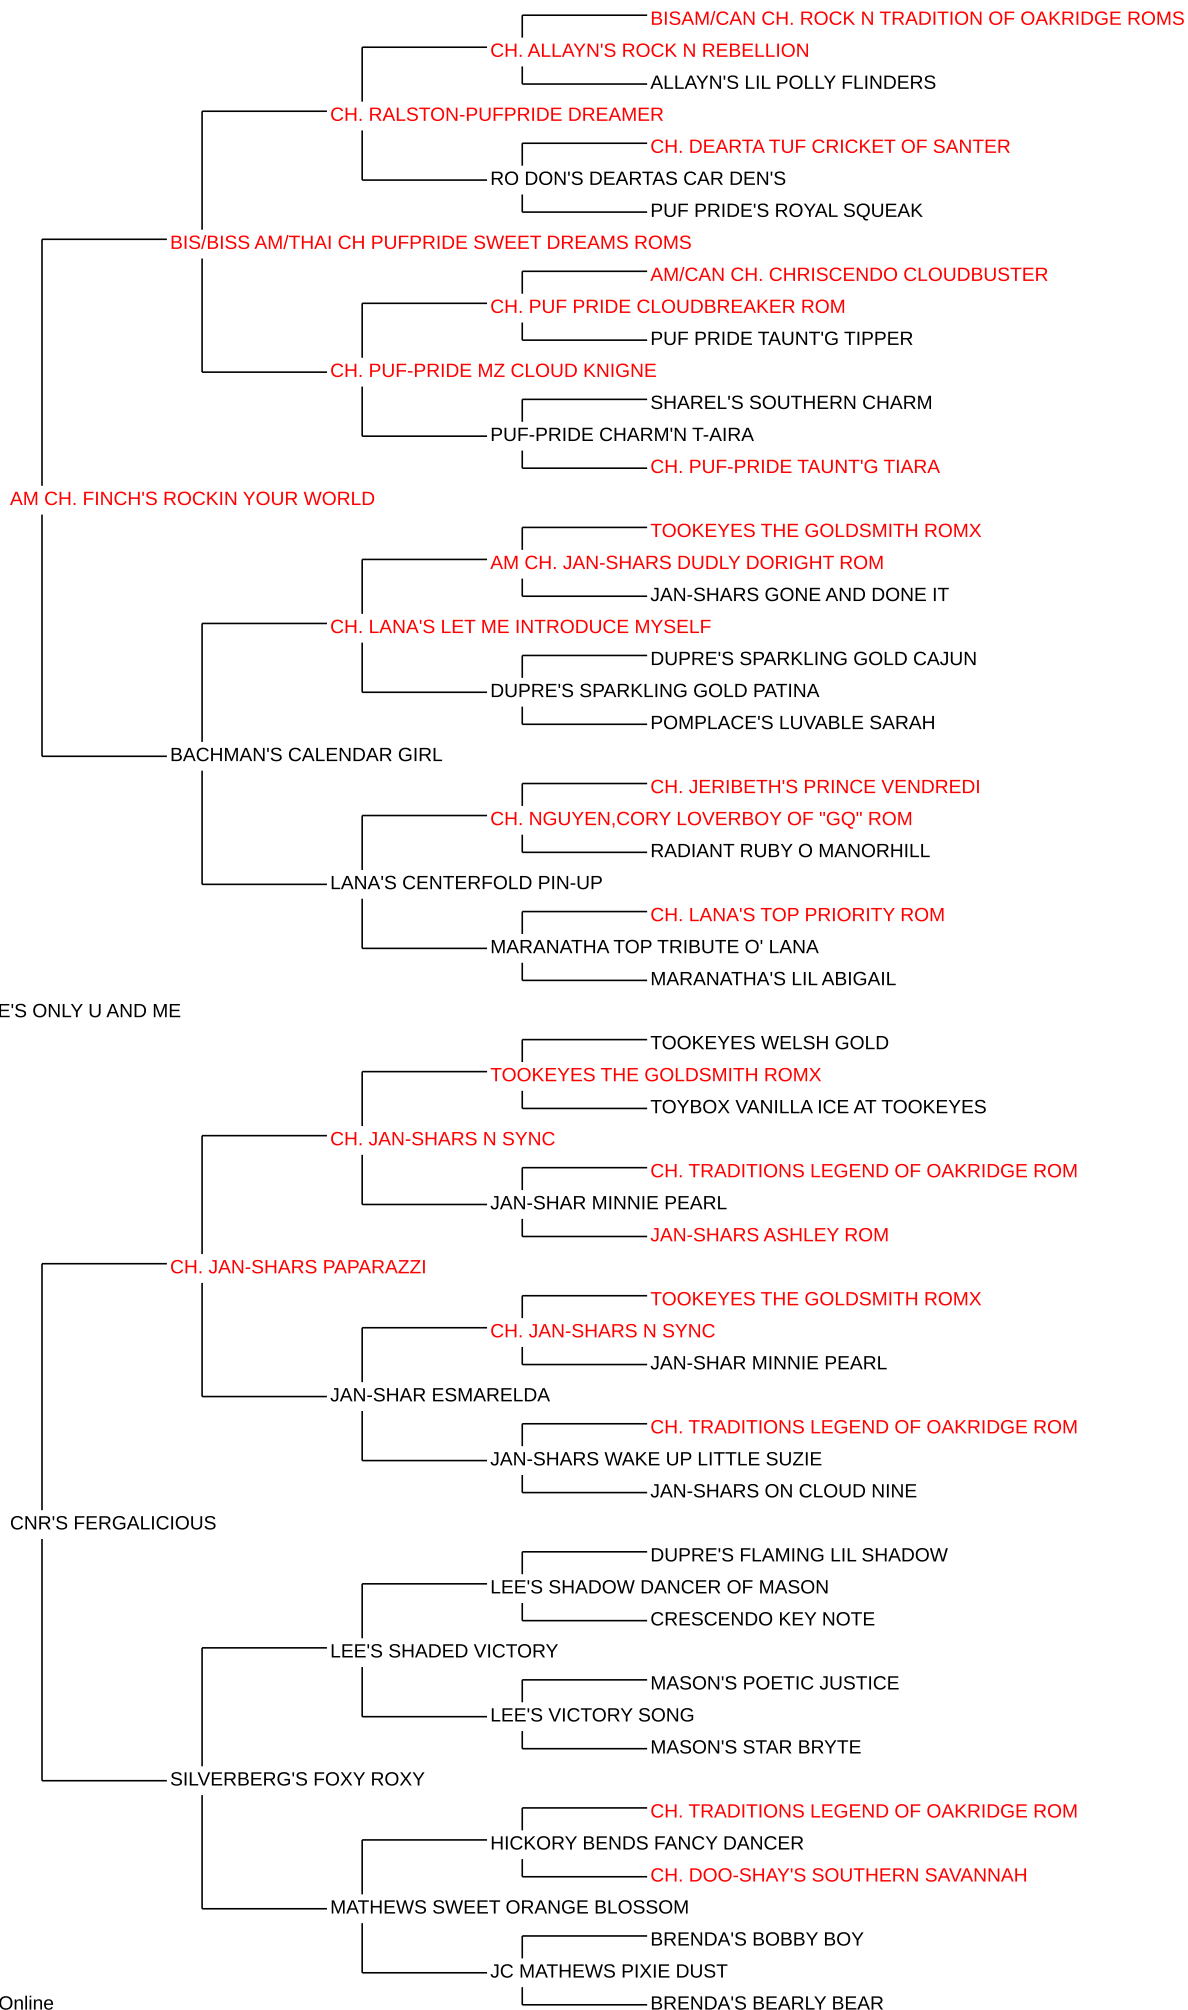 BISAM/CAN CH. ROCK N TRADITION OF OAKRIDGE ROMS
CH. ALLAYN'S ROCK N REBELLION
ALLAYN'S LIL POLLY FLINDERS
CH. RALSTON-PUFPRIDE DREAMER
CH. DEARTA TUF CRICKET OF SANTER
RO DON'S DEARTAS CAR DEN'S
PUF PRIDE'S ROYAL SQUEAK
BIS/BISS AM/THAI CH PUFPRIDE SWEET DREAMS ROMS
AM/CAN CH. CHRISCENDO CLOUDBUSTER
CH. PUF PRIDE CLOUDBREAKER ROM
PUF PRIDE TAUNT'G TIPPER
CH. PUF-PRIDE MZ CLOUD KNIGNE
SHAREL'S SOUTHERN CHARM
PUF-PRIDE CHARM'N T-AIRA
CH. PUF-PRIDE TAUNT'G TIARA
AM CH. FINCH'S ROCKIN YOUR WORLD
TOOKEYES THE GOLDSMITH ROMX
AM CH. JAN-SHARS DUDLY DORIGHT ROM
JAN-SHARS GONE AND DONE IT
CH. LANA'S LET ME INTRODUCE MYSELF
DUPRE'S SPARKLING GOLD CAJUN
DUPRE'S SPARKLING GOLD PATINA
POMPLACE'S LUVABLE SARAH
BACHMAN'S CALENDAR GIRL
CH. JERIBETH'S PRINCE VENDREDI
CH. NGUYEN,CORY LOVERBOY OF "GQ" ROM
RADIANT RUBY O MANORHILL
LANA'S CENTERFOLD PIN-UP
CH. LANA'S TOP PRIORITY ROM
MARANATHA TOP TRIBUTE O' LANA
MARANATHA'S LIL ABIGAIL
E'S ONLY U AND ME
TOOKEYES WELSH GOLD
TOOKEYES THE GOLDSMITH ROMX
TOYBOX VANILLA ICE AT TOOKEYES
CH. JAN-SHARS N SYNC
CH. TRADITIONS LEGEND OF OAKRIDGE ROM
JAN-SHAR MINNIE PEARL
JAN-SHARS ASHLEY ROM
CH. JAN-SHARS PAPARAZZI
TOOKEYES THE GOLDSMITH ROMX
CH. JAN-SHARS N SYNC
JAN-SHAR MINNIE PEARL
JAN-SHAR ESMARELDA
CH. TRADITIONS LEGEND OF OAKRIDGE ROM
JAN-SHARS WAKE UP LITTLE SUZIE
JAN-SHARS ON CLOUD NINE
CNR'S FERGALICIOUS
DUPRE'S FLAMING LIL SHADOW
LEE'S SHADOW DANCER OF MASON
CRESCENDO KEY NOTE
LEE'S SHADED VICTORY
MASON'S POETIC JUSTICE
LEE'S VICTORY SONG
MASON'S STAR BRYTE
SILVERBERG'S FOXY ROXY
CH. TRADITIONS LEGEND OF OAKRIDGE ROM
HICKORY BENDS FANCY DANCER
CH. DOO-SHAY'S SOUTHERN SAVANNAH
MATHEWS SWEET ORANGE BLOSSOM
BRENDA'S BOBBY BOY
JC MATHEWS PIXIE DUST
BRENDA'S BEARLY BEAR
Online